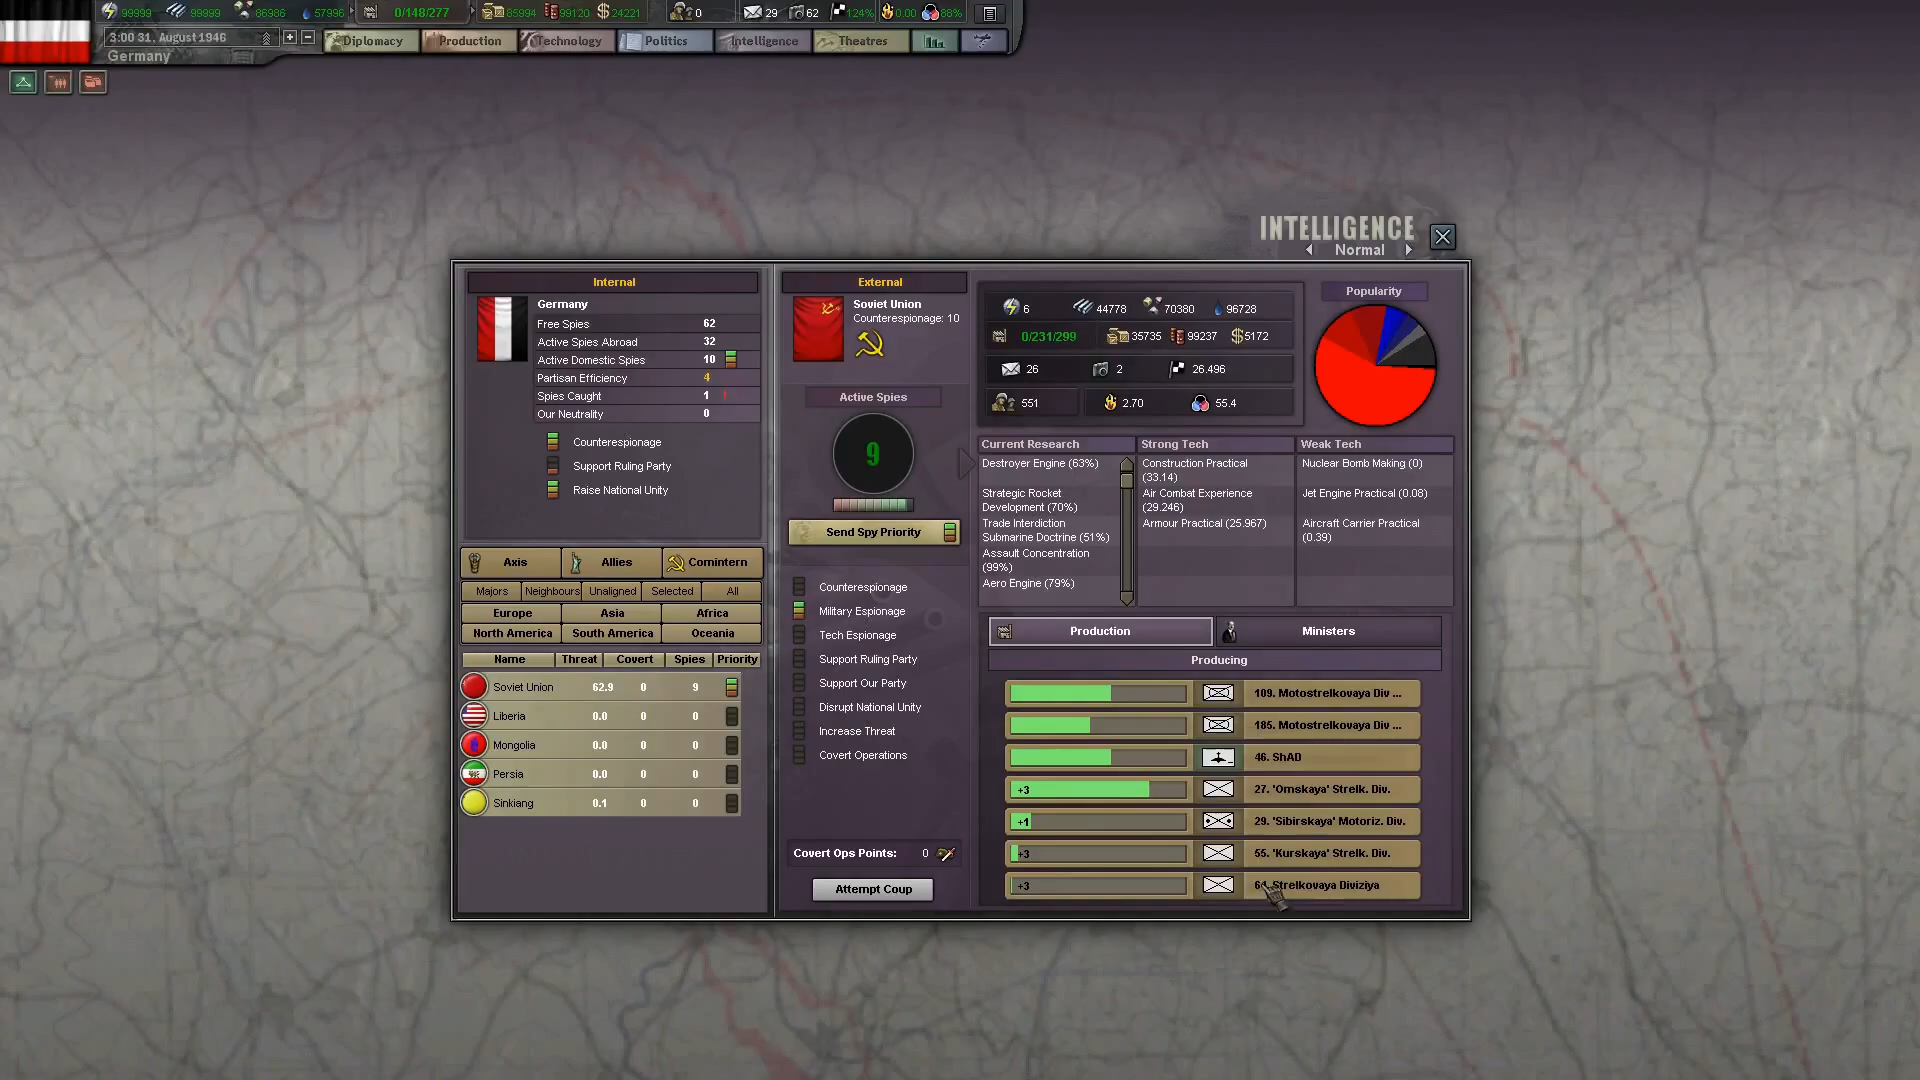 99999 99999 86986 57996 0/148/277 85994 99120 24221 0 29 62 124% 0.00 88%
3:00 31, August 1946
Diplomacy Production Technology Politics Intelligence Theatres
Germany
INTELLIGENCE
Normal
Internal
Germany
Free Spies 62
Active Spies Abroad 32
Active Domestic Spies 10
Partisan Efficiency 4
Spies Caught 1
Our Neutrality 0
Counterespionage
Support Ruling Party
Raise National Unity
Axis Allies Comintern
Majors Neighbours Unaligned Selected All
Europe Asia Africa
North America South America Oceania
Name Threat Covert Spies Priority
Soviet Union 62.9 0 9
Liberia 0.0 0 0
Mongolia 0.0 0 0
Persia 0.0 0 0
Sinkiang 0.1 0 0
External
Soviet Union
Counterespionage: 10
Active Spies
9
Send Spy Priority
Counterespionage
Military Espionage
Tech Espionage
Support Ruling Party
Support Our Party
Disrupt National Unity
Increase Threat
Covert Operations
Covert Ops Points: 0
Attempt Coup
6 44778 70380 96728
0/231/299 35735 99237 $5172
26 2 26.496
551 2.70 55.4
Popularity
Current Research
Destroyer Engine (63%)
Strategic Rocket
Development (70%)
Trade Interdiction
Submarine Doctrine (51%)
Assault Concentration
(99%)
Aero Engine (79%)
Strong Tech
Construction Practical
(33.14)
Air Combat Experience
(29.246)
Armour Practical (25.967)
Weak Tech
Nuclear Bomb Making (0)
Jet Engine Practical (0.08)
Aircraft Carrier Practical
(0.39)
Production Ministers
Producing
109. Motostrelkovaya Div ...
185. Motostrelkovaya Div ...
46. ShAD
+3 27. 'Omskaya' Strelk. Div.
+1 29. 'Sibirskaya' Motoriz. Div.
+3 55. 'Kurskaya' Strelk. Div.
+3 Strelkovaya Diviziya